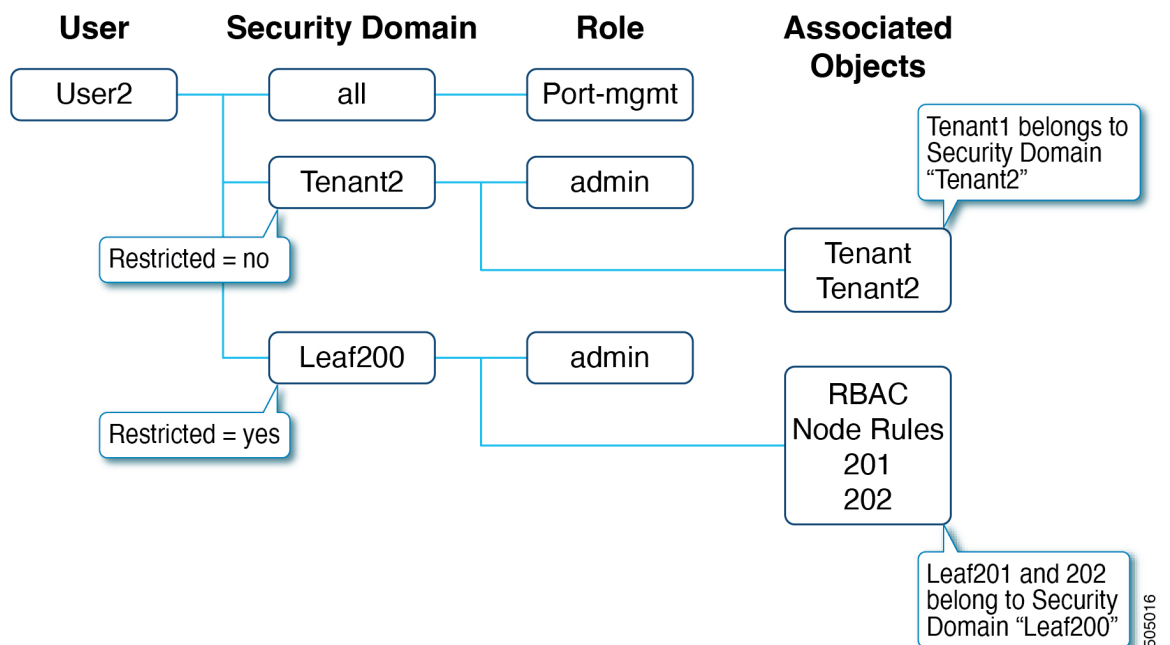 User
Security Domain
Role
Associated
Objects
User2
all
Port-mgmt
Tenant1 belongs to
Security Domain
“Tenant2”
Tenant2
admin
Restricted = no
Tenant
Tenant2
Leaf200
admin
Restricted = yes
RBAC
Node Rules
201
202
Leaf201 and 202
belong to Security
Domain “Leaf200”
505016